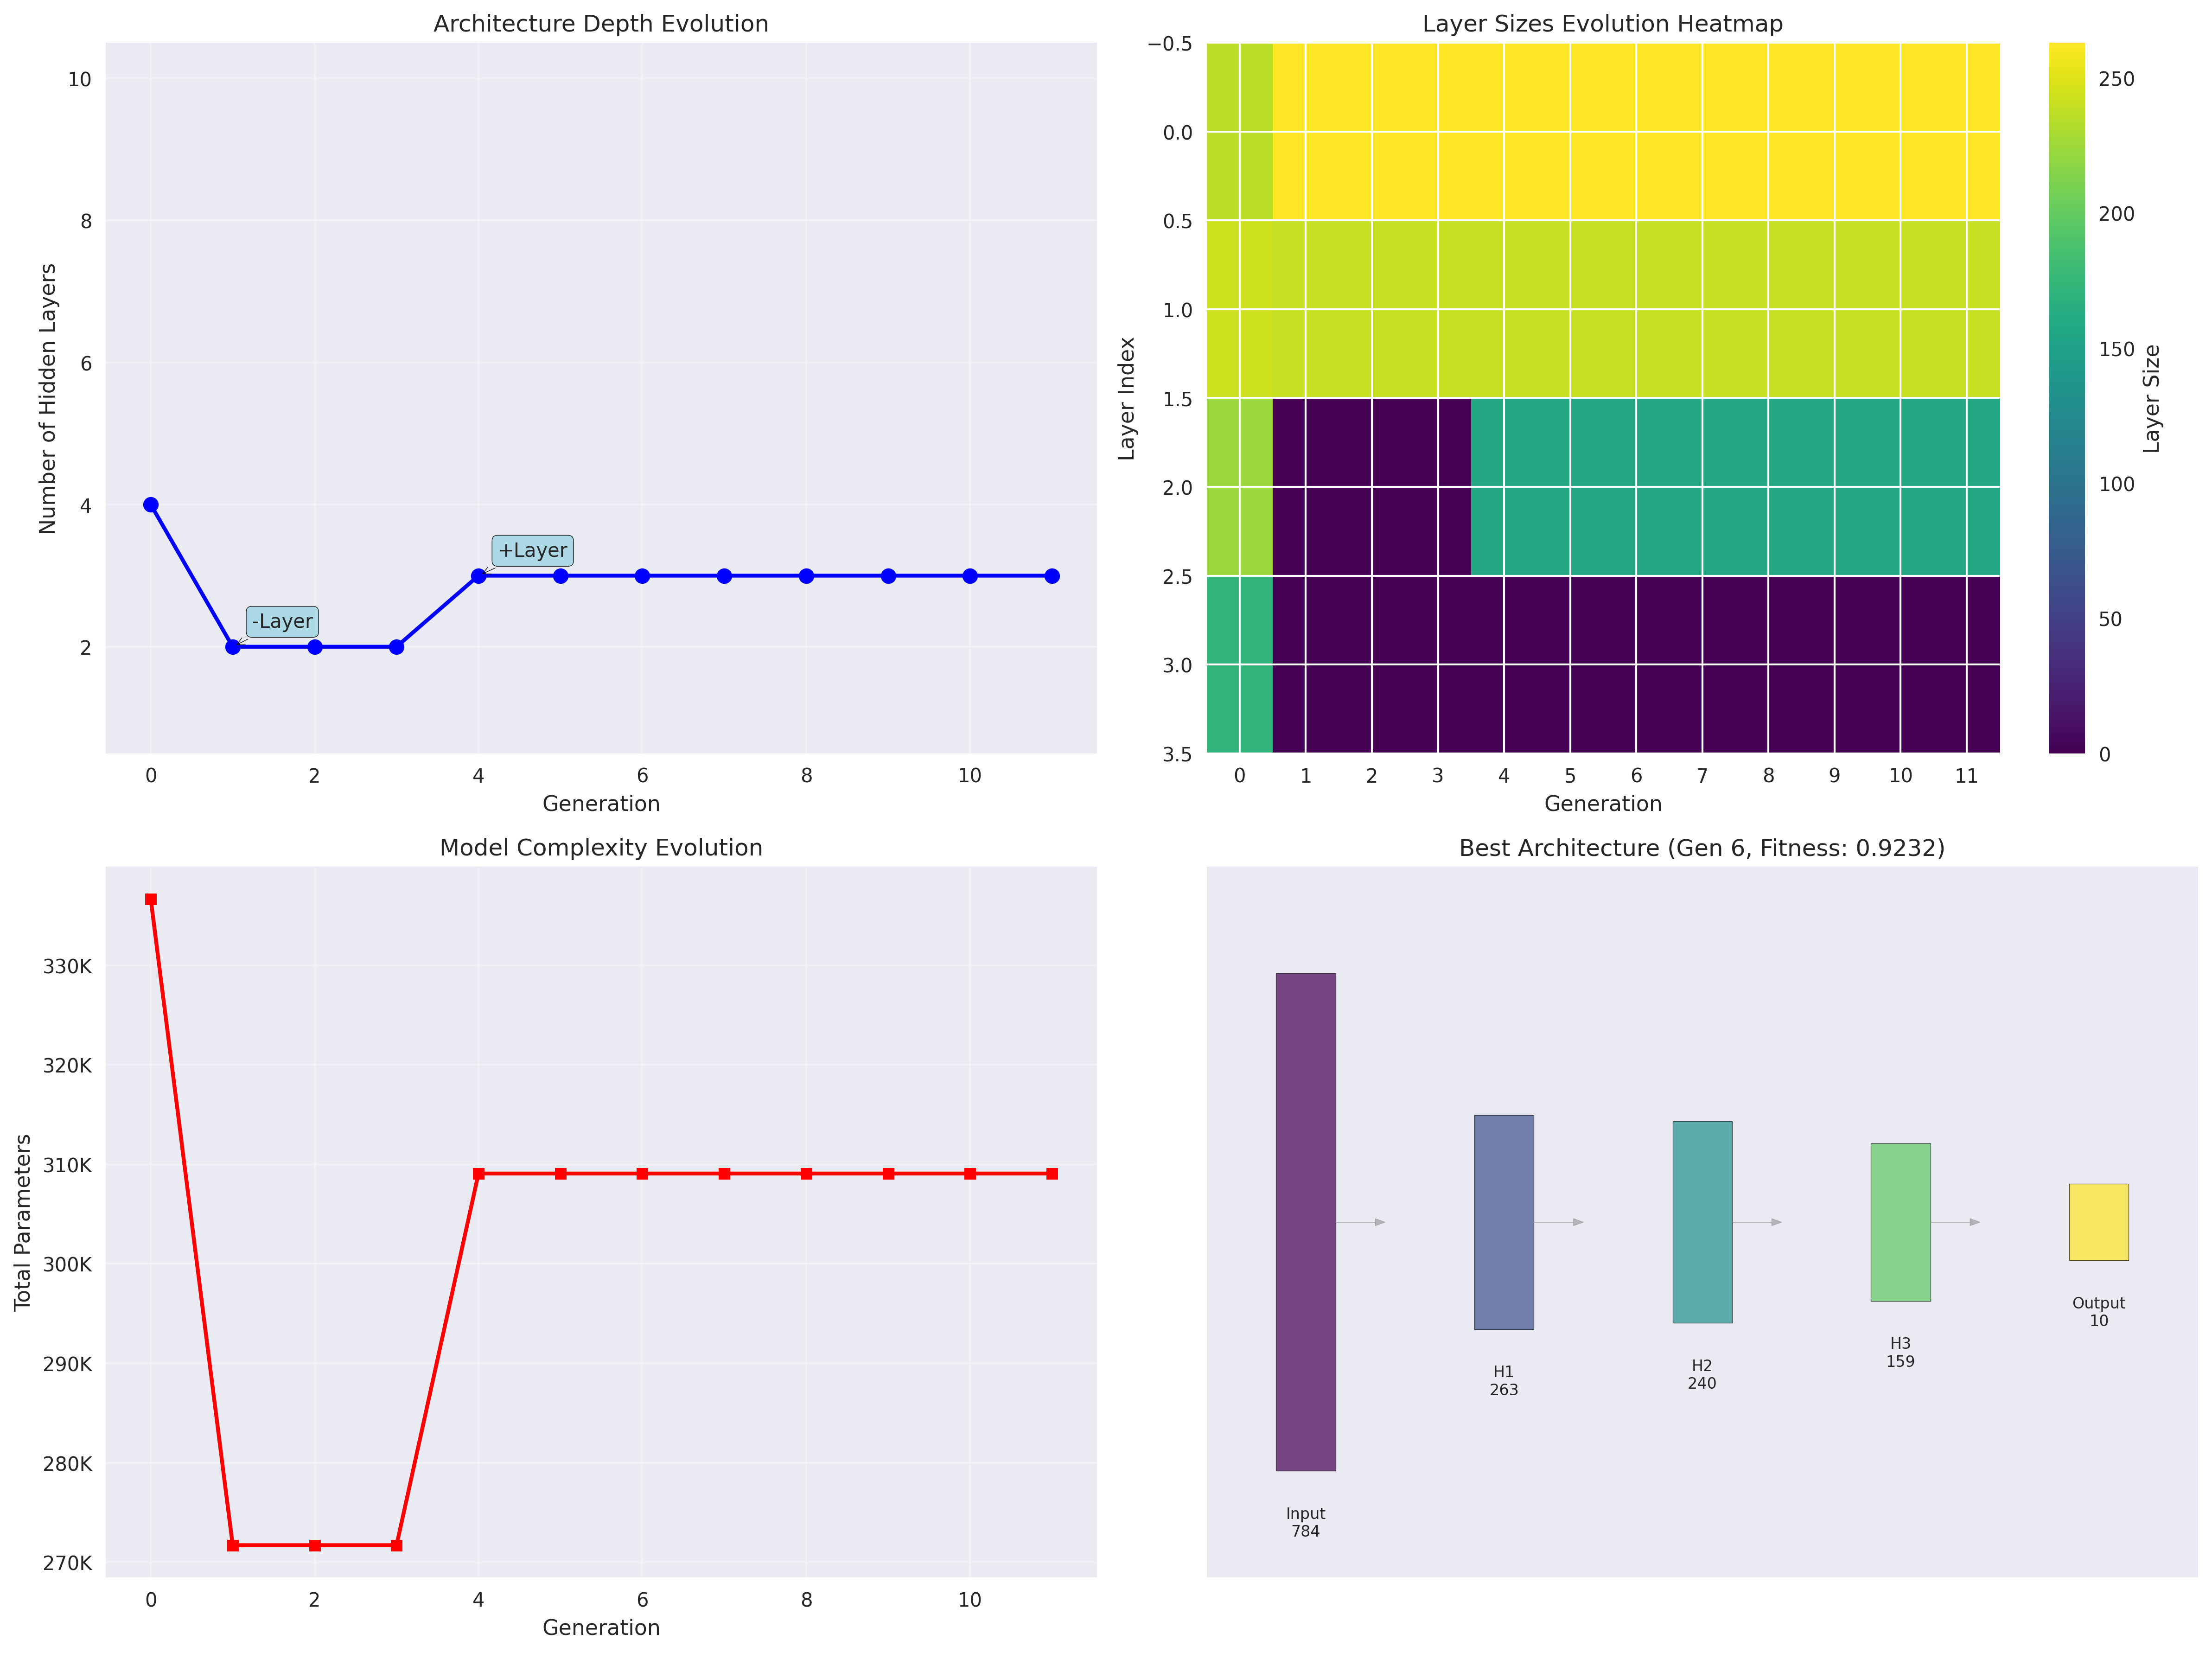 Architecture Depth Evolution
10
8
6
4
2
Number of Hidden Layers
-Layer
+Layer
0 2 4 6 8 10
Generation
Layer Sizes Evolution Heatmap
−0.5
0.0
0.5
1.0
1.5
2.0
2.5
3.0
3.5
Layer Index
0 1 2 3 4 5 6 7 8 9 10 11
Generation
250
200
150
100
50
0
Layer Size
Model Complexity Evolution
330K
320K
310K
300K
290K
280K
270K
Total Parameters
0 2 4 6 8 10
Generation
Best Architecture (Gen 6, Fitness: 0.9232)
Input
784
H1
263
H2
240
H3
159
Output
10